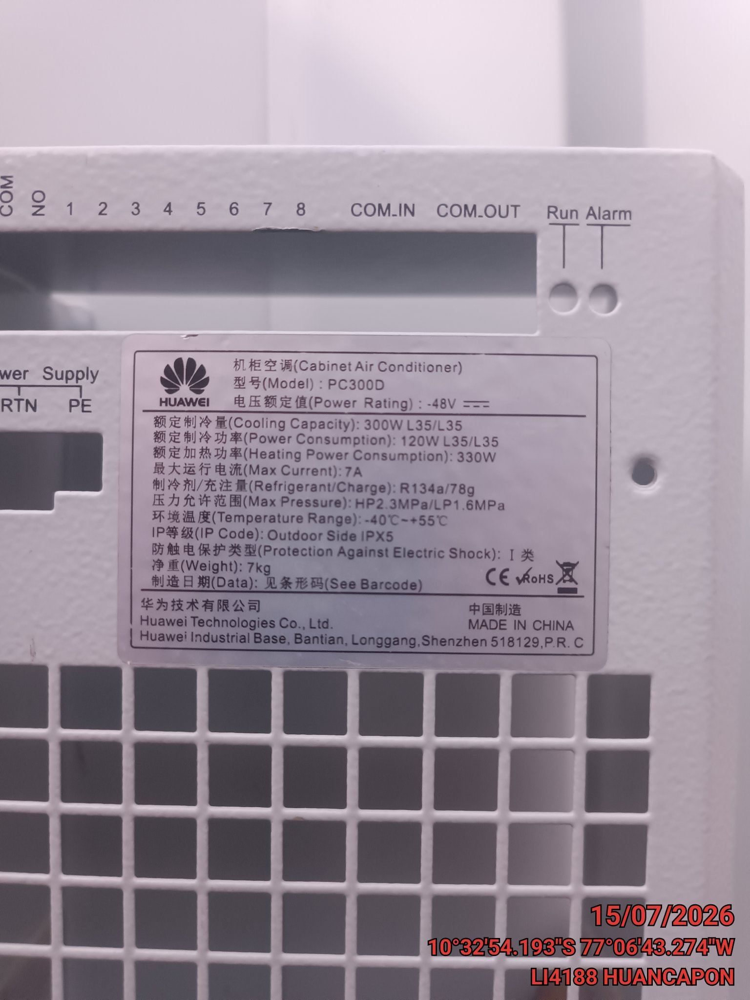 COM NO 1 2 3 4 5 6 7 8 COM_IN COM_OUT Run Alarm
Supply
RTN PE
HUAWEI
机柜空调(Cabinet Air Conditioner)
型号(Model) : PC300D
电压额定值(Power Rating) : -48V
额定制冷量(Cooling Capacity): 300W L35/L35
额定制冷功率(Power Consumption): 120W L35/L35
额定加热功率(Heating Power Consumption): 330W
最大运行电流(Max Current): 7A
制冷剂/充注量(Refrigerant/Charge): R134a/78g
压力允许范围(Max Pressure): HP2.3MPa/LP1.6MPa
环境温度(Temperature Range): -40℃~+55℃
IP等级(IP Code): Outdoor Side IPX5
防触电保护类型(Protection Against Electric Shock): I 类
净重(Weight): 7kg
制造日期(Data): 见条形码(See Barcode)
CE RoHS
华为技术有限公司
Huawei Technologies Co., Ltd.
Huawei Industrial Base, Bantian, Longgang,Shenzhen 518129,P.R. C
中国制造
MADE IN CHINA
15/07/2026
10°32'54.193"S 77°06'43.274"W
LI4188 HUANCAPON